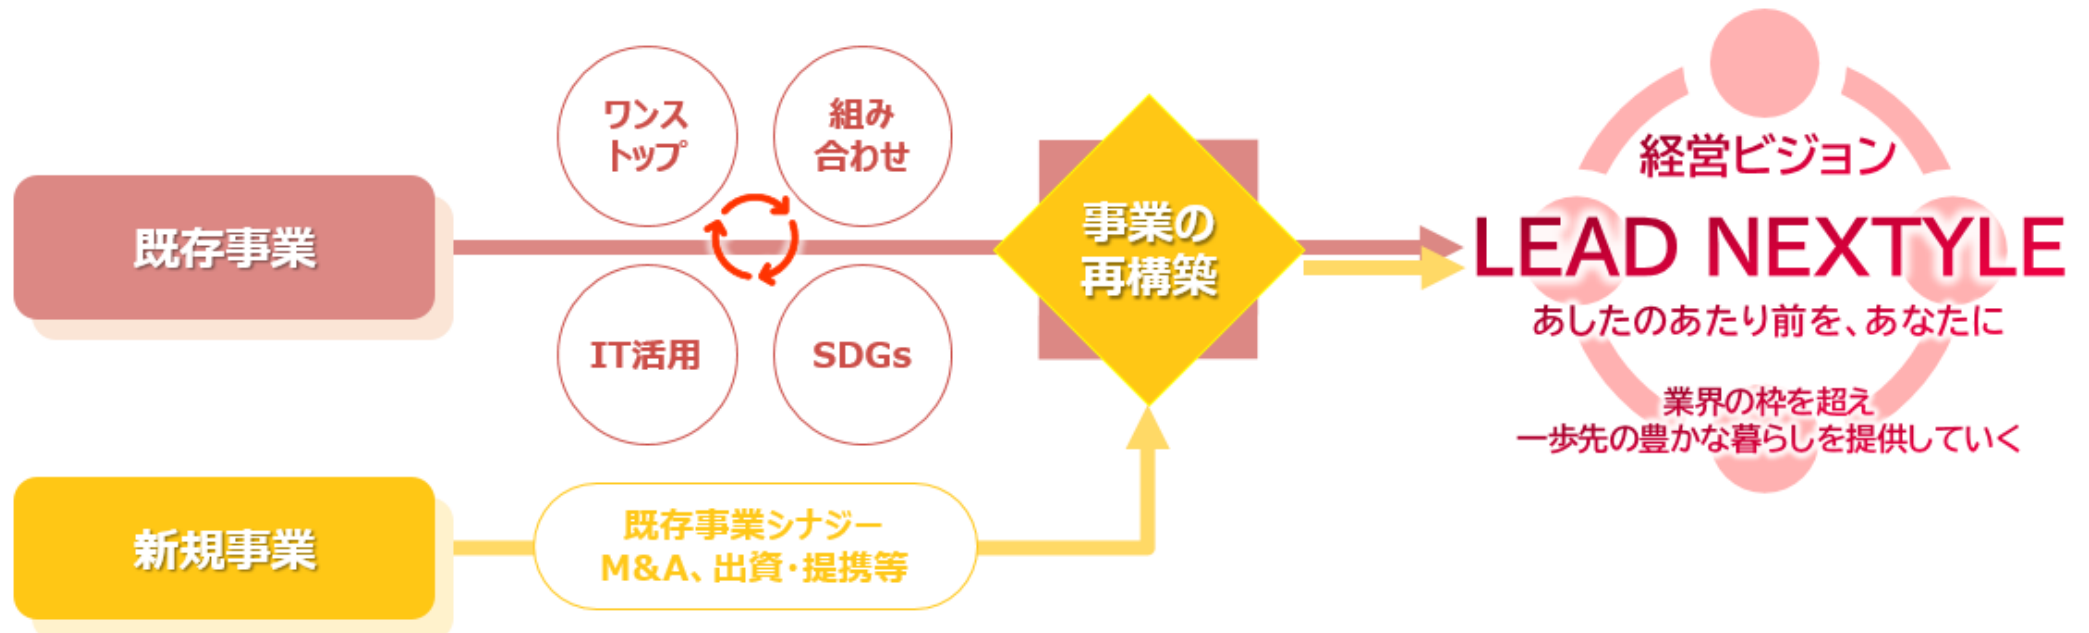 既存事業
ワンス
トップ
組み
合わせ
IT活用
SDGs
事業の
再構築
新規事業
既存事業シナジー
M&A、出資・提携等
経営ビジョン
LEAD NEXTYLE
あしたのあたり前を、あなたに
業界の枠を超え
一歩先の豊かな暮らしを提供していく